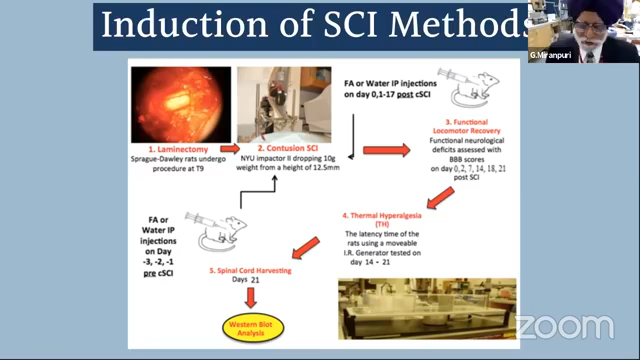 Induction of SCI Methods
G.Miranpuri
FA or Water IP injections
on day 0,1-17 post cSCI
1. Laminectomy
Sprague-Dawley rats undergo
procedure at T9
2. Contusion SCI
NYU impactor II dropping 10g
weight from a height of 12.5mm
3. Functional
Locomotor Recovery
Functional neurological
deficits assessed with
BBB scores
on day 0, 2, 7, 14, 18, 21
post SCI
FA or
Water IP
injections
on Day
-3, -2, -1
pre cSCI
4. Thermal Hyperalgesia
(TH)
The latency time of the
rats using a moveable
I.R. Generator tested on
day 14 - 21
5. Spinal Cord Harvesting
Days 21
Western Blot
Analysis
zoom